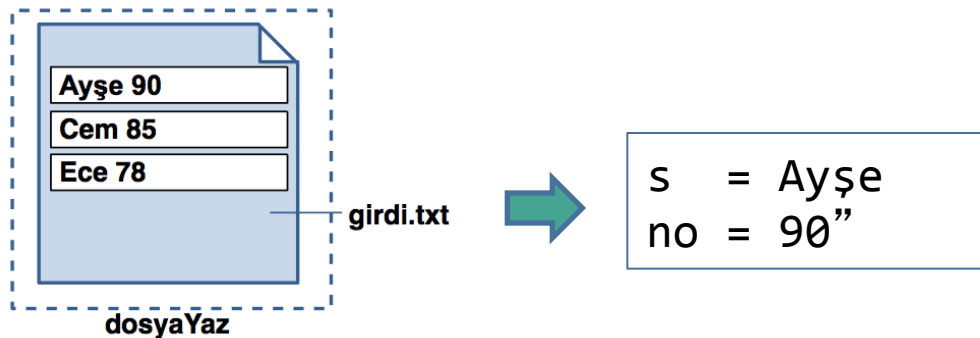 Ayşe 90
Cem 85
Ece 78
girdi.txt
dosyaYaz
s  = Ayşe
no = 90”